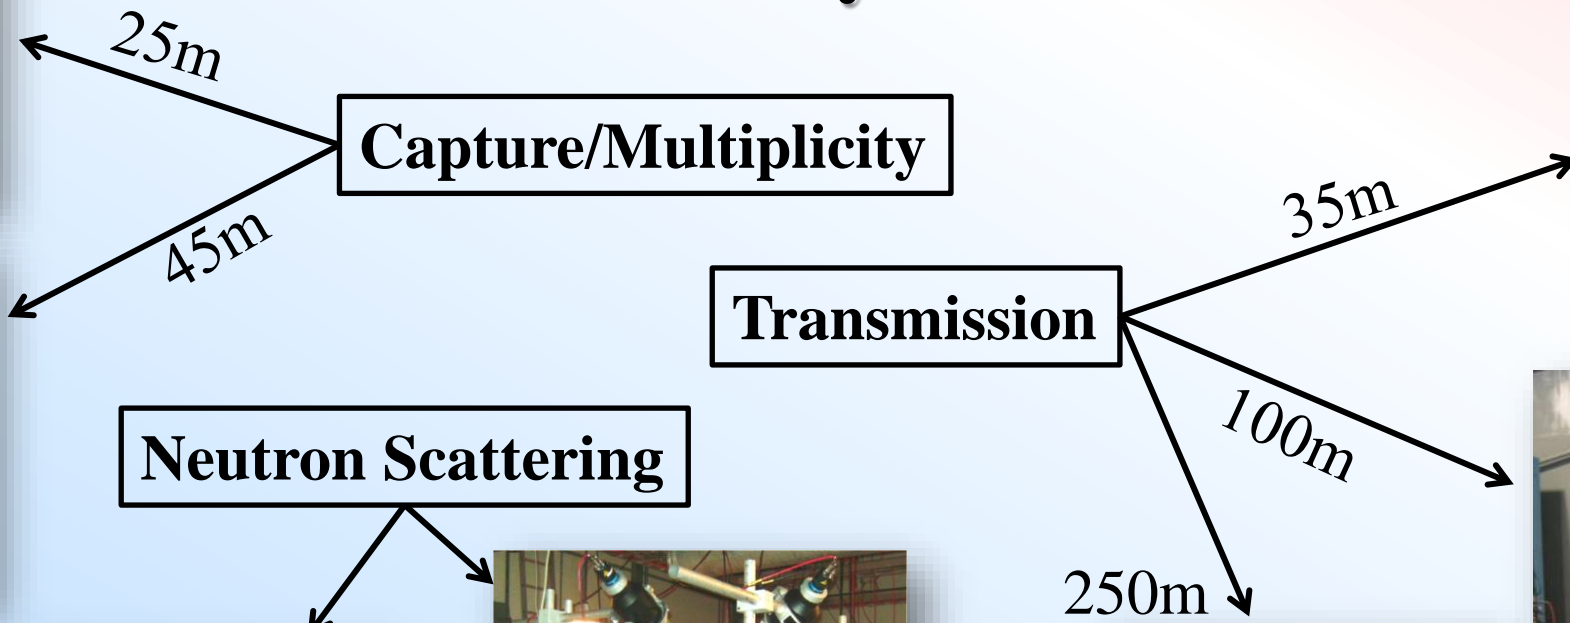 25m
Capture/Multiplicity
45m
35m
Transmission
100m
Neutron Scattering
250m